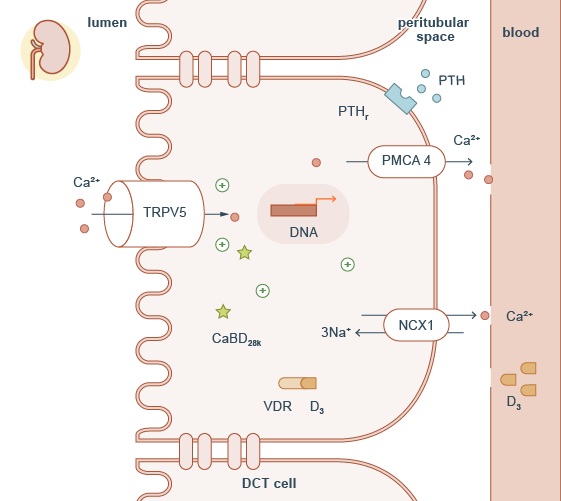 lumen
peritubular
space
blood
PTH
PTHr
Ca²⁺
PMCA 4
Ca²⁺
TRPV5
DNA
CaBD28k
NCX1
Ca²⁺
3Na⁺
VDR D₃
D₃
DCT cell